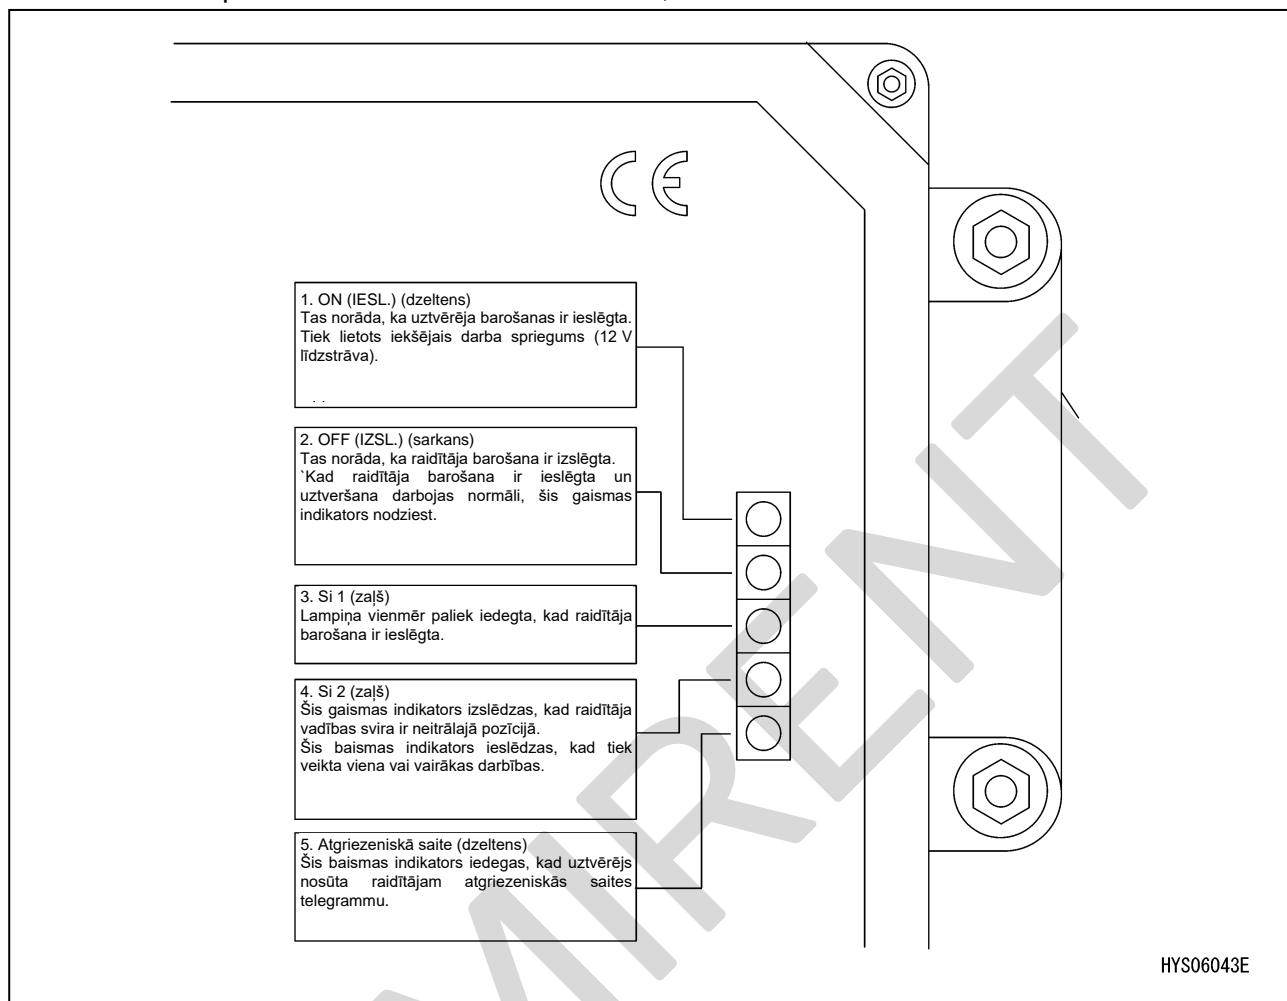 CE
1. ON (IESL.) (dzeltens)
Tas norāda, ka uztvērēja barošanas ir ieslēgta.
Tiek lietots iekšējais darba spriegums (12 V
līdzstrāva).
2. OFF (IZSL.) (sarkans)
Tas norāda, ka raidītāja barošana ir izslēgta.
`Kad raidītāja barošana ir ieslēgta un
uztveršana darbojas normāli, šis gaismas
indikators nodziest.
3. Si 1 (zaļš)
Lampiņa vienmēr paliek iedegta, kad raidītāja
barošana ir ieslēgta.
4. Si 2 (zaļš)
Šis gaismas indikators izslēdzas, kad raidītāja
vadības svira ir neitrālajā pozīcijā.
Šis baismas indikators ieslēdzas, kad tiek
veikta viena vai vairākas darbības.
5. Atgriezeniskā saite (dzeltens)
Šis baismas indikators iedegas, kad uztvērējs
nosūta raidītājam atgriezeniskās saites
telegrammu.
MIRENT
HYS06043E